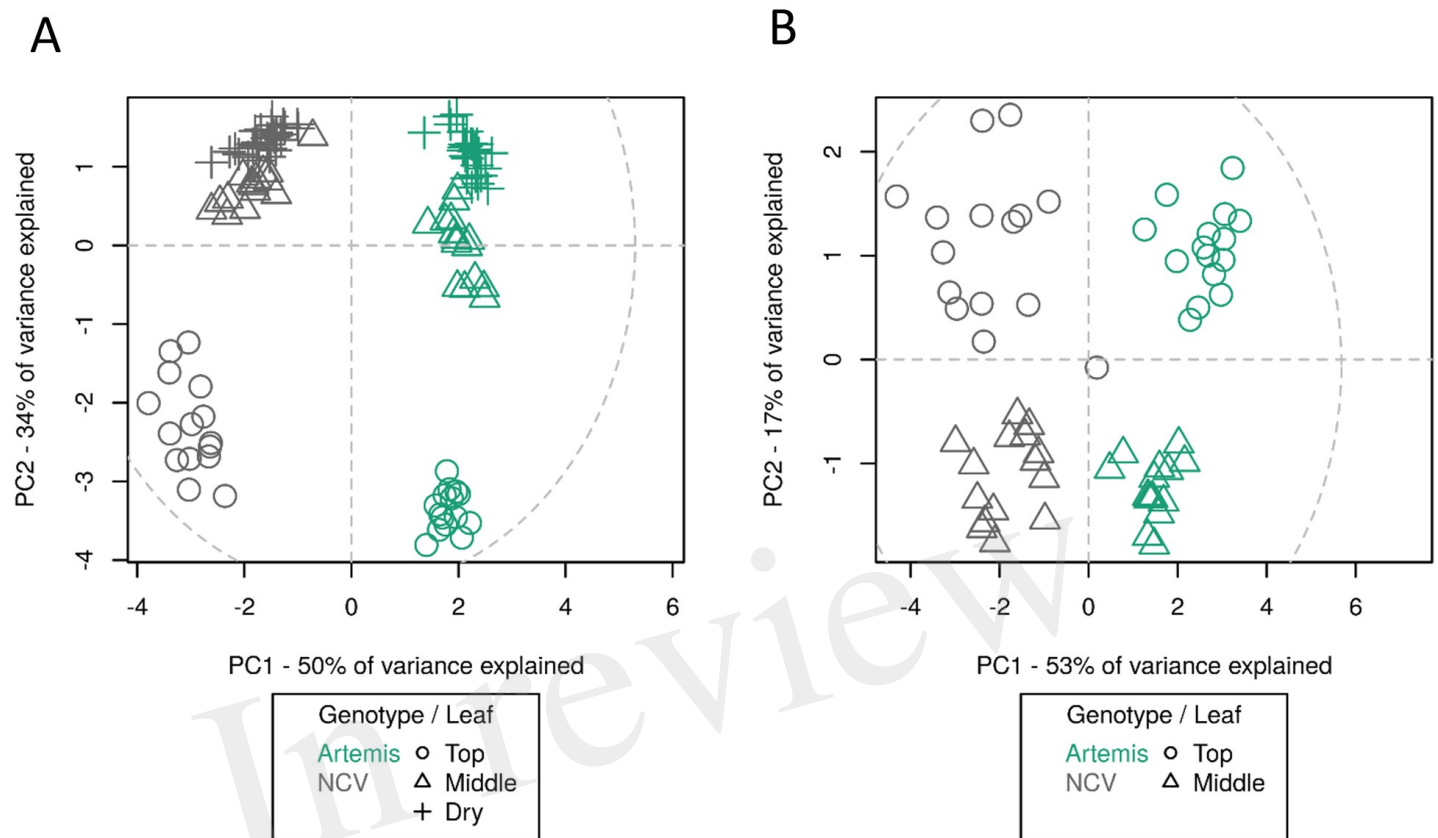 A
B
PC2 - 34% of variance explained
1
0
-1
-2
-3
-4
-4 -2 0 2 4 6
PC1 - 50% of variance explained
Genotype / Leaf
Artemis Top
NCV Middle
Dry
PC2 - 17% of variance explained
2
1
0
-1
-4 -2 0 2 4 6
PC1 - 53% of variance explained
Genotype / Leaf
Artemis Top
NCV Middle
In review